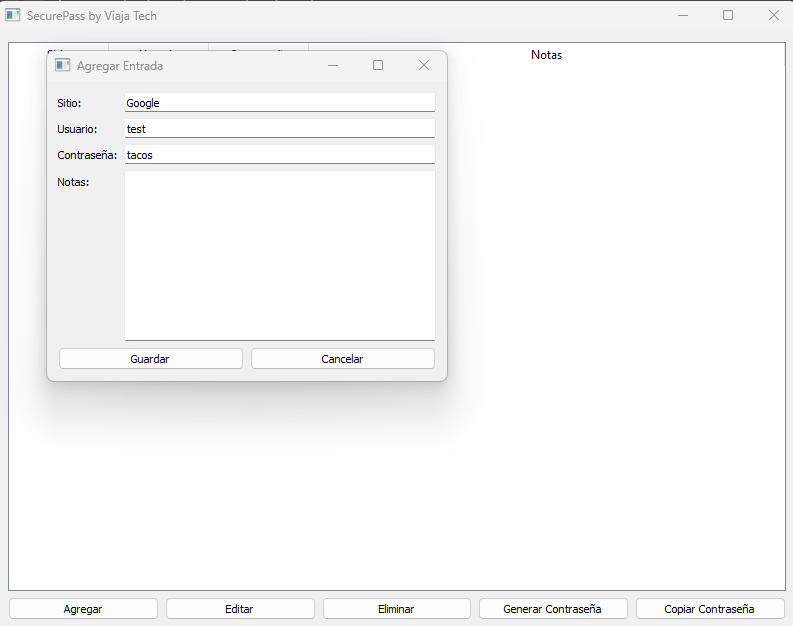 SecurePass by Viaja Tech
Notas
Agregar Entrada
Sitio: Google
Usuario: test
Contraseña: tacos
Notas:
Guardar Cancelar
Agregar Editar Eliminar Generar Contraseña Copiar Contraseña